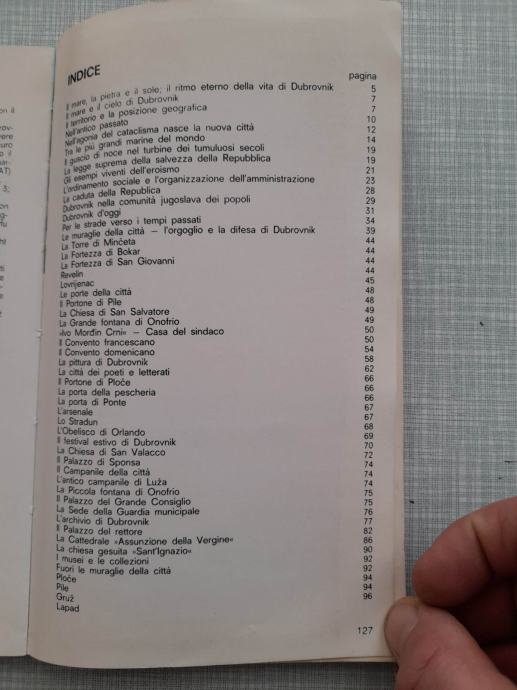 INDICE
pagina
Il mare, la pietra e il sole; il ritmo eterno della vita di Dubrovnik 5
Il mare e il cielo di Dubrovnik 7
Il territorio e la posizione geografica 7
Nell'antico passato 10
Nell'agonia del cataclisma nasce la nuova città 12
Tra le più grandi marine del mondo 14
Il guscio di noce nel turbine dei tumuluosi secoli 19
La legge suprema della salvezza della Repubblica 19
Gli esempi viventi dell'eroismo 21
L'ordinamento sociale e l'organizzazione dell'amministrazione 23
La caduta della Republica 28
Dubrovnik nella comunità jugoslava dei popoli 29
Dubrovnik d'oggi 31
Per le strade verso i tempi passati 34
Le muraglie della città — l'orgoglio e la difesa di Dubrovnik 39
La Torre di Minčeta 44
La Fortezza di Bokar 44
La Fortezza di San Giovanni 44
Revelin 44
Lovrijenac 45
Le porte della città 48
Il Portone di Pile 48
La Chiesa di San Salvatore 49
La Grande fontana di Onofrio 49
»Ivo Mordin Crni« — Casa del sindaco 50
Il Convento francescano 50
Il Convento domenicano 54
La pittura di Dubrovnik 58
La città dei poeti e letterati 62
Il Portone di Ploče 66
La porta della pescheria 66
La porta di Ponte 66
L'arsenale 67
Lo Stradun 67
L'Obelisco di Orlando 68
Il festival estivo di Dubrovnik 69
La Chiesa di San Valacco 70
Il Palazzo di Sponsa 72
Il Campanile della città 74
L'antico campanile di Luža 74
La Piccola fontana di Onofrio 74
Il Palazzo del Grande Consiglio 75
La Sede della Guardia municipale 75
L'archivio di Dubrovnik 76
Il Palazzo del rettore 77
La Cattedrale »Assunzione della Vergine« 82
La chiesa gesuita »Sant'Ignazio« 86
I musei e le collezioni 90
Fuori le muraglie della città 92
Ploče 92
Pile 94
Gruž 94
Lapad 96
127